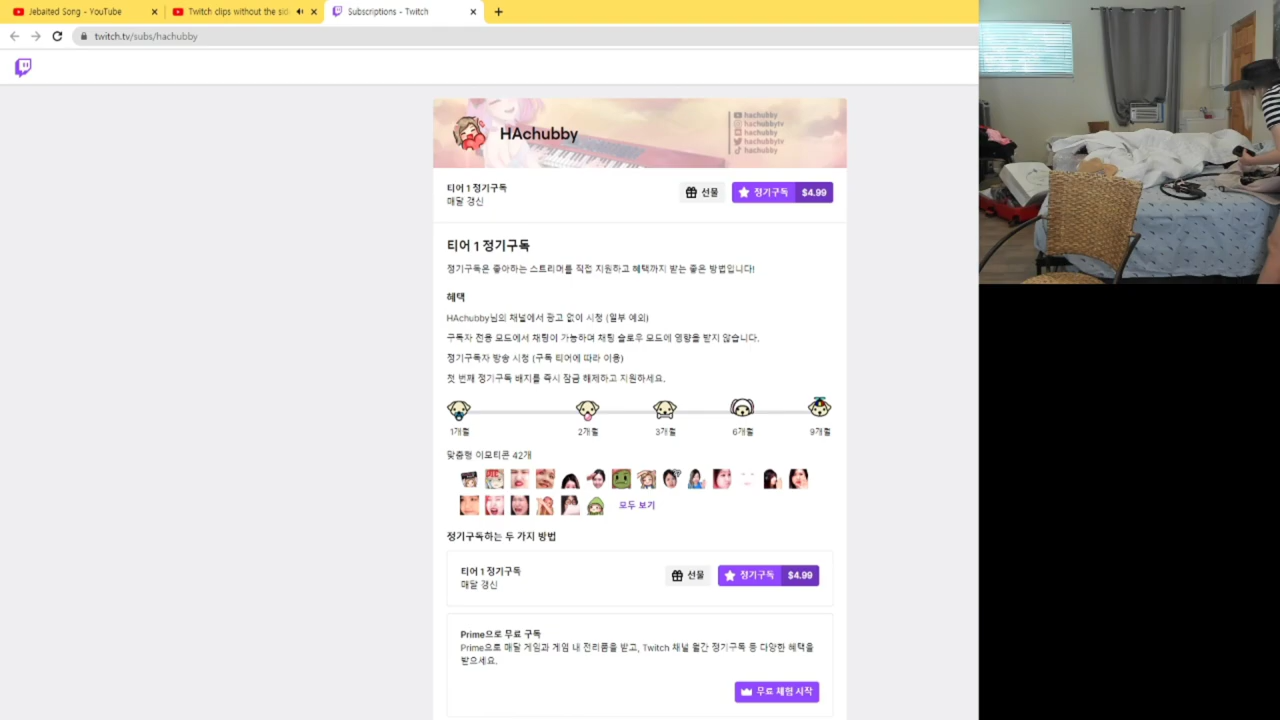 Jebaited Song - YouTube
Twitch clips without the sid
Subscriptions - Twitch
twitch.tv/subs/hachubby
HAchubby
hachubby
hachubbytv
hachubby
hachubbytv
hachubby
티어 1 정기구독
매달 갱신
선물
정기구독 $4.99
티어 1 정기구독
정기구독은 좋아하는 스트리머를 직접 지원하고 혜택까지 받는 좋은 방법입니다!
혜택
HAchubby님의 채널에서 광고 없이 시청 (일부 예외)
구독자 전용 모드에서 채팅이 가능하며 채팅 슬로우 모드에 영향을 받지 않습니다.
정기구독자 방송 시청 (구독 티어에 따라 이용)
첫 번째 정기구독 배지를 즉시 잠금 해제하고 지원하세요.
1개월
2개월
3개월
6개월
9개월
맞춤형 이모티콘 42개
모두 보기
정기구독하는 두 가지 방법
티어 1 정기구독
매달 갱신
선물
정기구독 $4.99
Prime으로 무료 구독
Prime으로 매달 게임과 게임 내 전리품을 받고, Twitch 채널 월간 정기구독 등 다양한 혜택을
받으세요.
무료 체험 시작